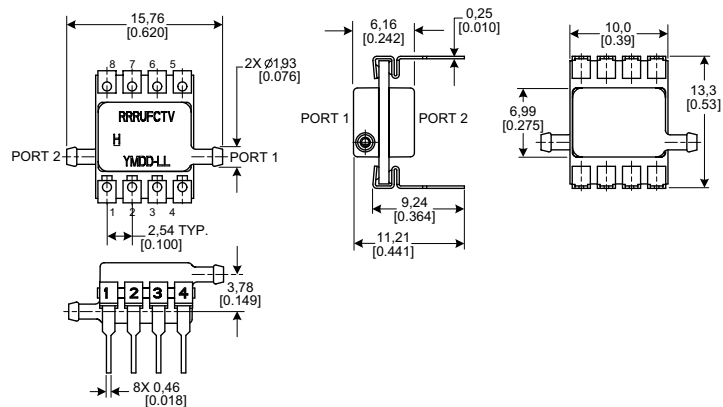 15,76
[0.620]
8 7 6 5
2X Ø1,93
[0.076]
RRRUFCTV
H
YMDD-LL
PORT 2
PORT 1
1 2 3 4
2,54 TYP.
[0.100]
6,16
[0.242]
0,25
[0.010]
PORT 1
PORT 2
9,24
[0.364]
11,21
[0.441]
10,0
[0.39]
6,99
[0.275]
13,3
[0.53]
1 2 3 4
3,78
[0.149]
8X 0,46
[0.018]